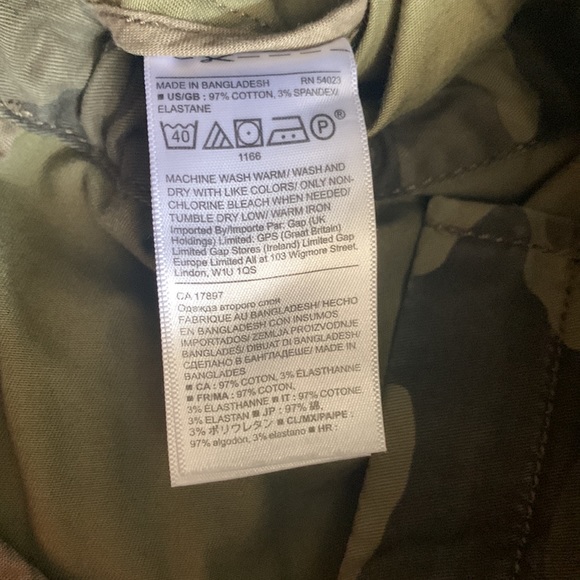 MADE IN BANGLADESH RN 54023
■ US/GB : 97% COTTON, 3% SPANDEX/
ELASTANE
40 P ®
1166
MACHINE WASH WARM/ WASH AND
DRY WITH LIKE COLORS/ ONLY NON-
CHLORINE BLEACH WHEN NEEDED/
TUMBLE DRY LOW/ WARM IRON
Imported By/Importe Par: Gap (UK
Holdings) Limited: GPS (Great Britain)
Limited Gap Stores (Ireland) Limited Gap
Europe Limited All at 103 Wigmore Street,
London, W1U 1QS
CA 17897
Одежда второго слоя
FABRIQUE AU BANGLADESH/ HECHO
EN BANGLADESH CON INSUMOS
IMPORTADOS/ ZEMLJA PROIZVODNJE
BANGLADEŠ/ DIBUAT DI BANGLADESH/
СДЕЛАНО В БАНГЛАДЕШЕ/ MADE IN
BANGLADES
■ CA : 97% COTON, 3% ÉLASTHANNE
■ FR/MA : 97% COTON,
3% ÉLASTHANNE ■ IT : 97% COTONE,
3% ELASTAN ■ JP : 97% 綿,
3% ポリウレタン ■ CL/MX/PA/PE :
97% algodón, 3% elastano ■ HR :